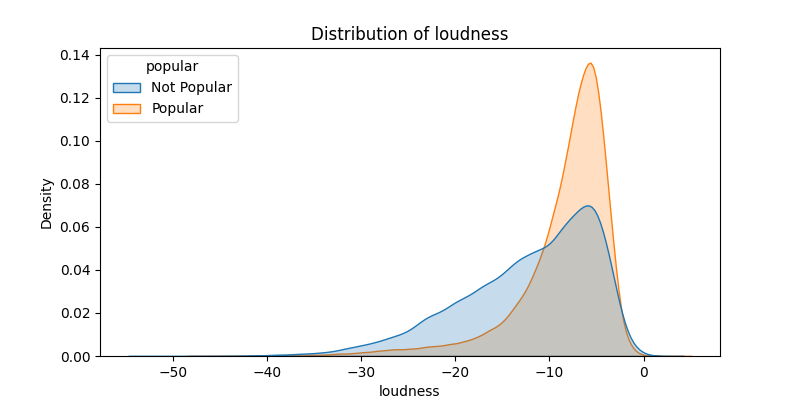 Distribution of loudness
popular
Not Popular
Popular
Density
0.14
0.12
0.10
0.08
0.06
0.04
0.02
0.00
−50
−40
−30
−20
−10
0
loudness